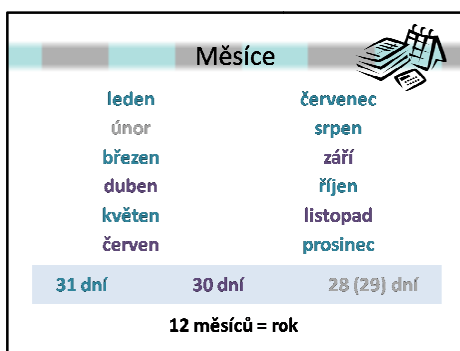 Měsíce
leden
únor
březen
duben
květen
červen
červenec
srpen
září
říjen
listopad
prosinec
31 dní 30 dní 28 (29) dní
12 měsíců = rok